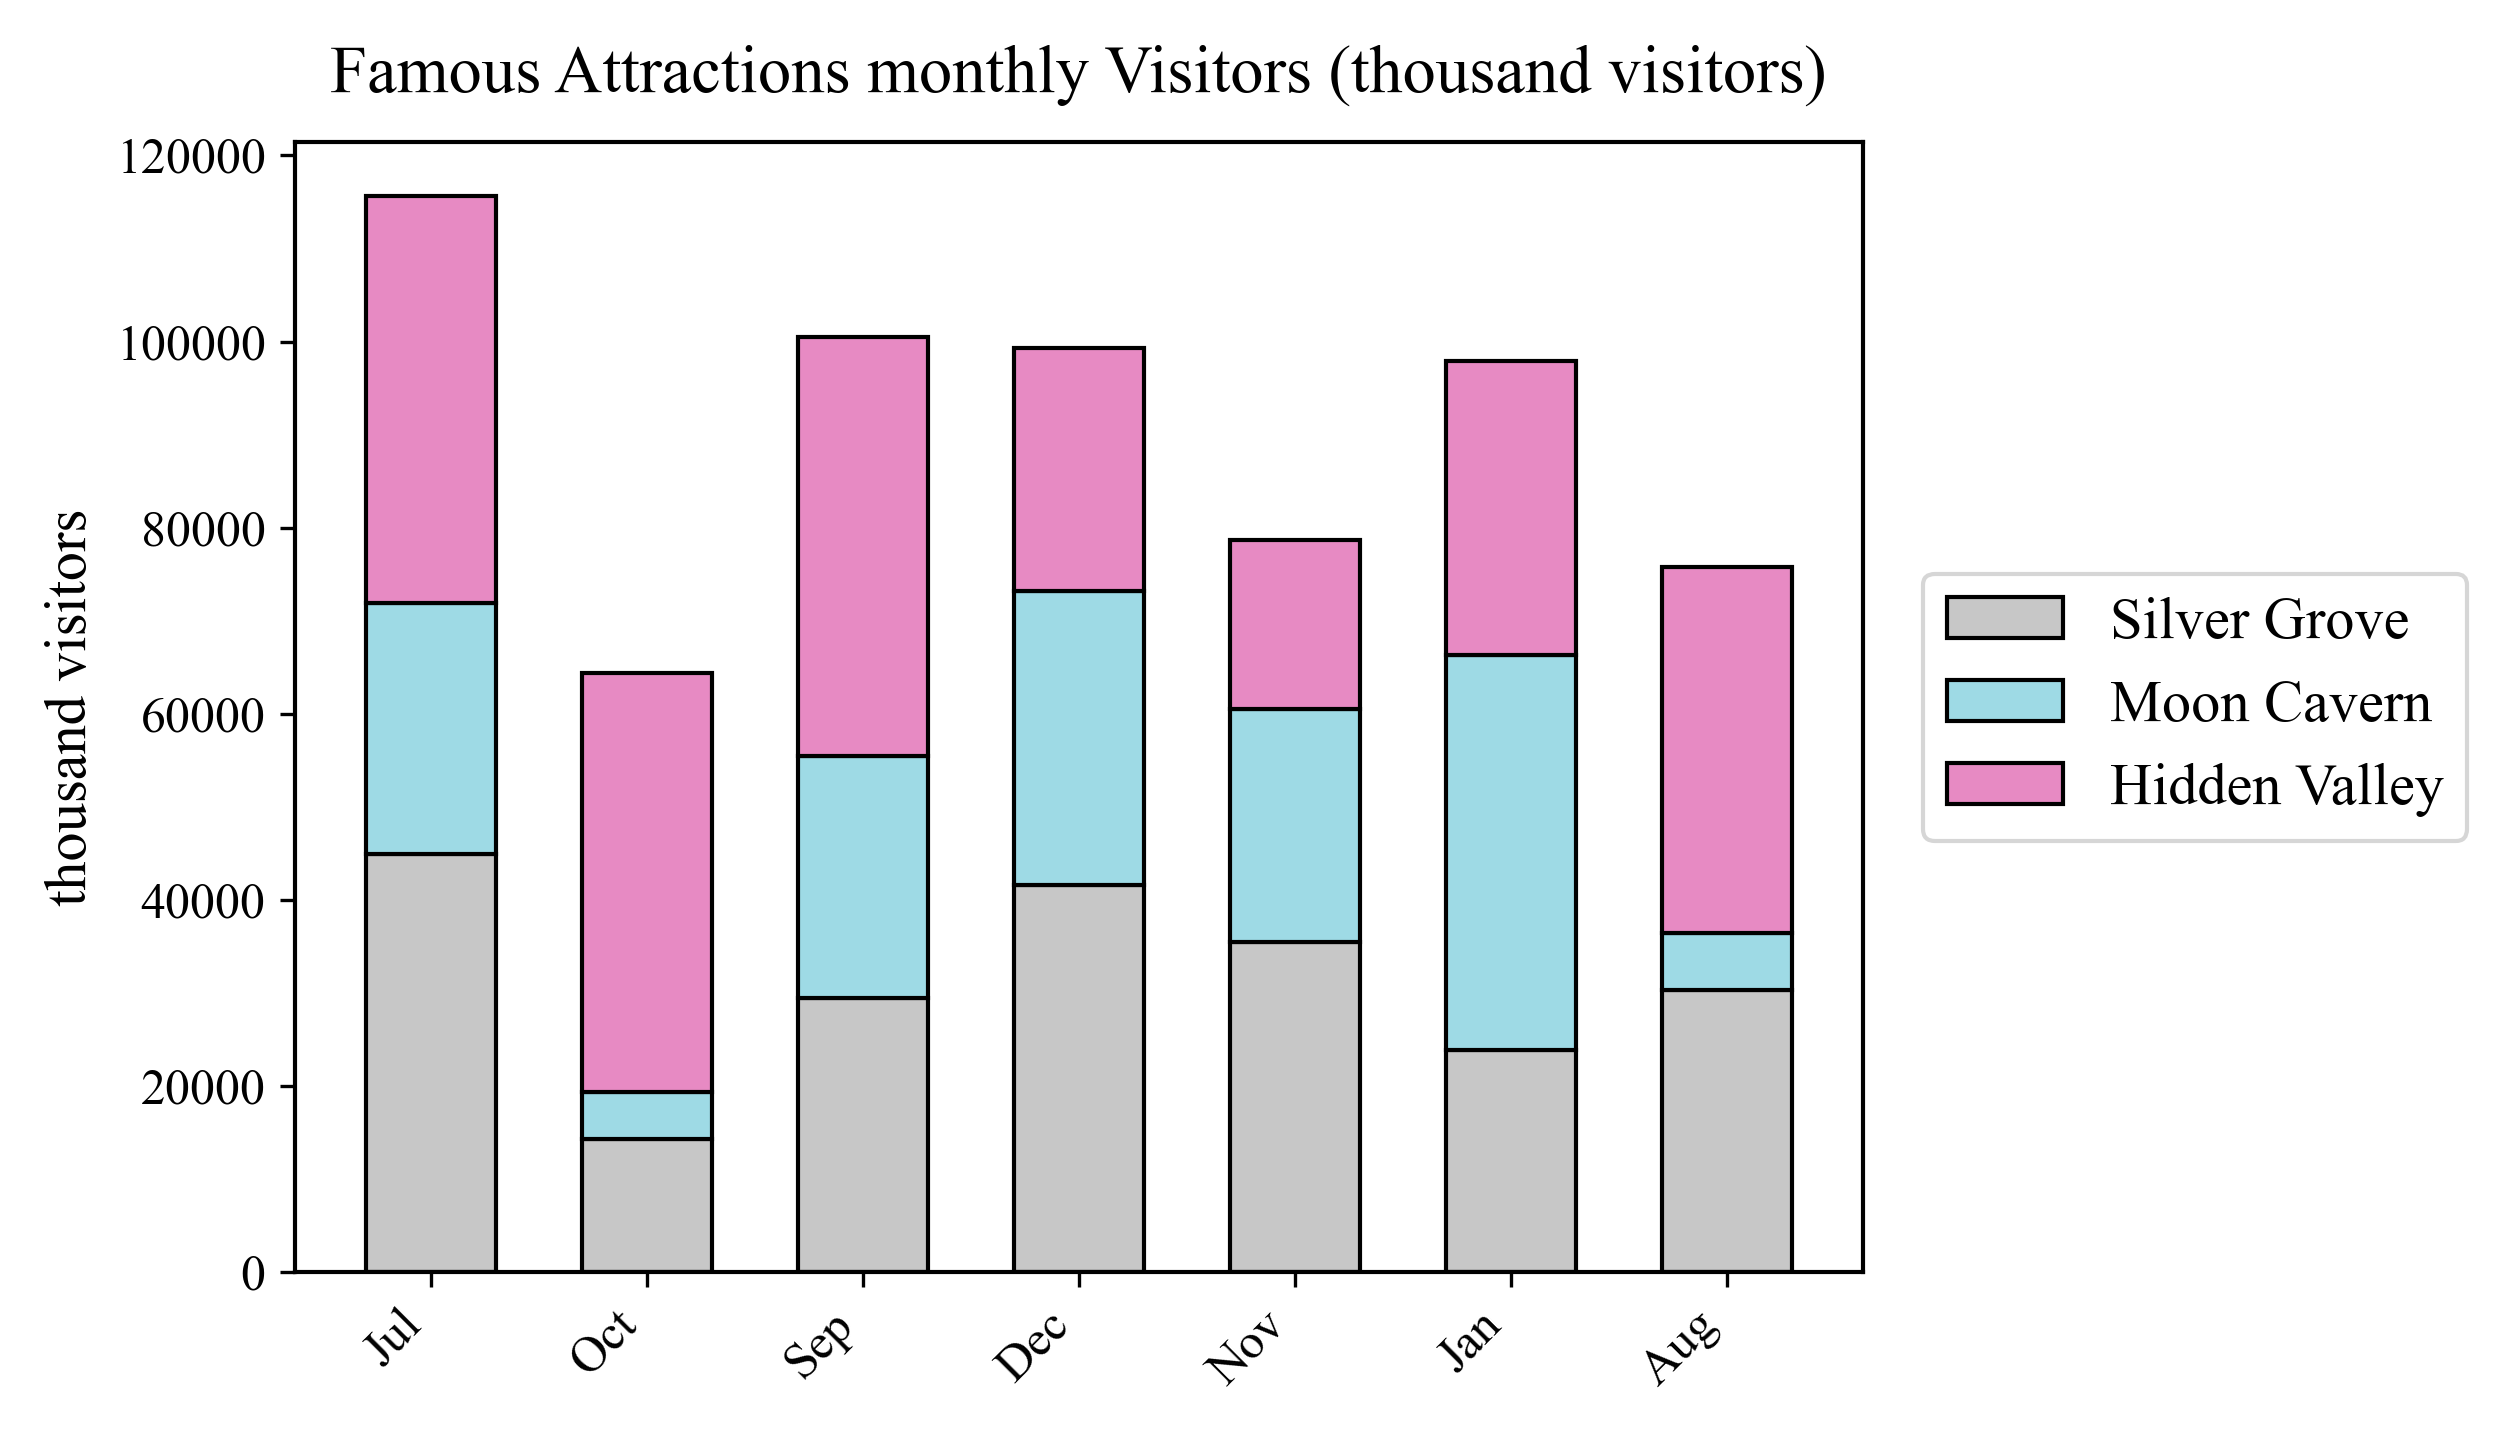 Famous Attractions monthly Visitors (thousand visitors)
thousand visitors
120000
100000
80000
60000
40000
20000
0
Jul
Oct
Sep
Dec
Nov
Jan
Aug
Silver Grove
Moon Cavern
Hidden Valley